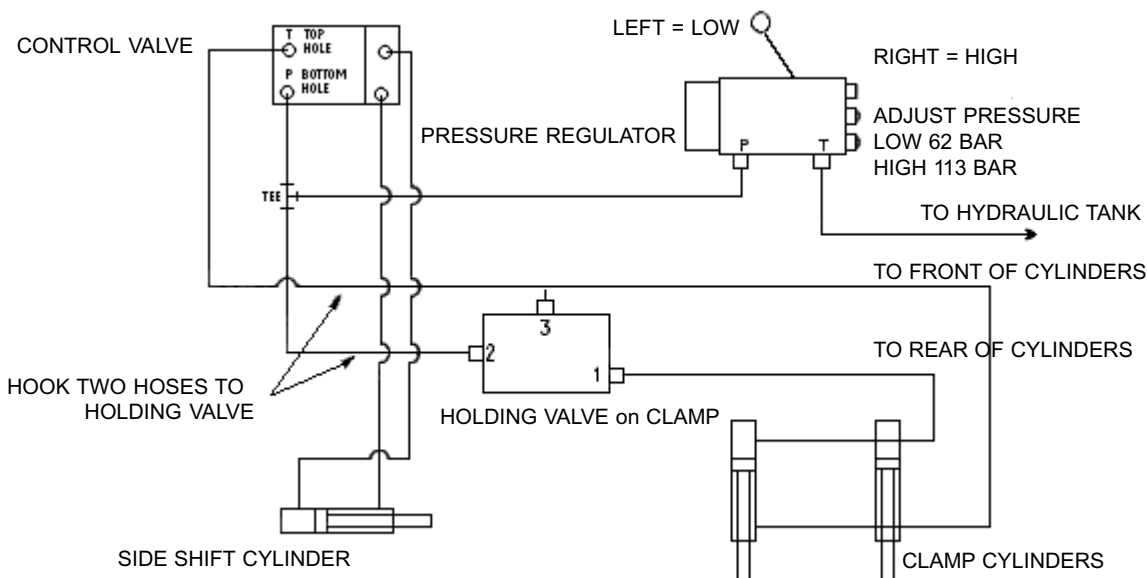 CONTROL VALVE
T TOP
HOLE
P BOTTOM
HOLE
LEFT = LOW
RIGHT = HIGH
PRESSURE REGULATOR
ADJUST PRESSURE
LOW 62 BAR
HIGH 113 BAR
P T
TEE
TO HYDRAULIC TANK
TO FRONT OF CYLINDERS
3
2
1
TO REAR OF CYLINDERS
HOOK TWO HOSES TO
HOLDING VALVE
HOLDING VALVE on CLAMP
SIDE SHIFT CYLINDER
CLAMP CYLINDERS